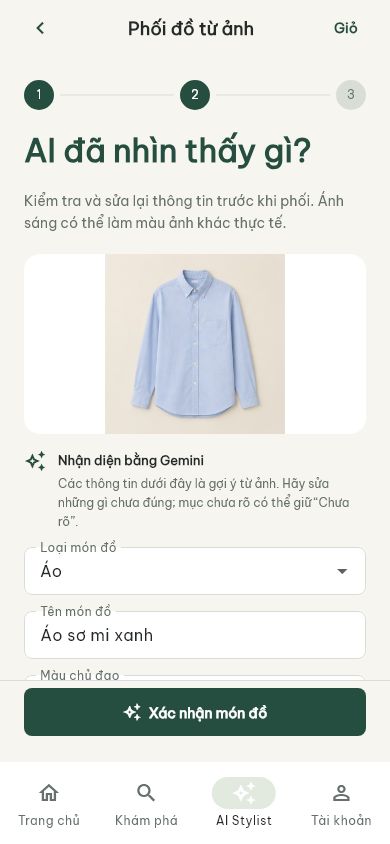 Phối đồ từ ảnh
Giỏ
1
2
3
AI đã nhìn thấy gì?
Kiểm tra và sửa lại thông tin trước khi phối. Ánh
sáng có thể làm màu ảnh khác thực tế.
Nhận diện bằng Gemini
Các thông tin dưới đây là gợi ý từ ảnh. Hãy sửa
những gì chưa đúng; mục chưa rõ có thể giữ “Chưa
rõ”.
Loại món đồ
Áo
Tên món đồ
Áo sơ mi xanh
Màu chủ đạo
Xác nhận món đồ
Trang chủ
Khám phá
AI Stylist
Tài khoản